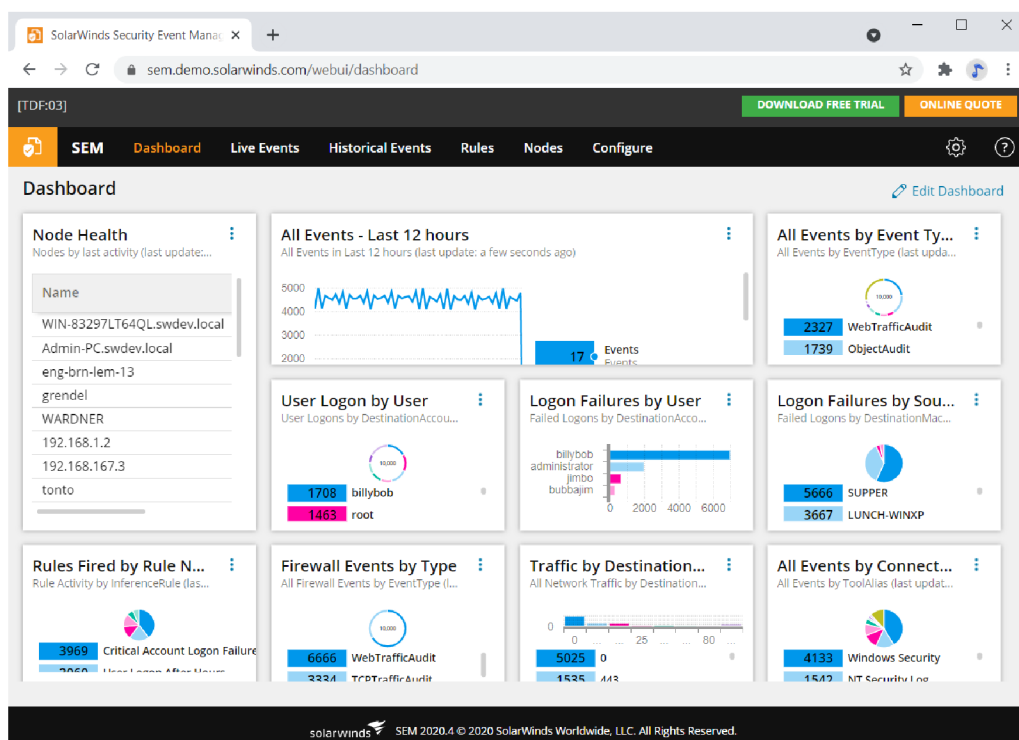 SolarWinds Security Event Manag
sem.demo.solarwinds.com/webui/dashboard
[TDF:03]
DOWNLOAD FREE TRIAL
ONLINE QUOTE
SEM Dashboard Live Events Historical Events Rules Nodes Configure
Dashboard
Edit Dashboard
Node Health
Nodes by last activity (last update:...
Name
WIN-83297LT64QL.swdev.local
Admin-PC.swdev.local
eng-brn-lem-13
grendel
WARDNER
192.168.1.2
192.168.167.3
tonto
All Events - Last 12 hours
All Events in Last 12 hours (last update: a few seconds ago)
5000
4000
3000
2000
17 Events
Events
All Events by Event Ty...
All Events by EventType (last upda...
10,000
2327 WebTrafficAudit
1739 ObjectAudit
User Logon by User
User Logons by DestinationAccou...
10,000
1708 billybob
1463 root
Logon Failures by User
Failed Logons by DestinationAcco...
billybob
administrator
jimbo
bubbajim
0 2000 4000 6000
Logon Failures by Sou...
Failed Logons by DestinationMac...
5666 SUPPER
3667 LUNCH-WINXP
Rules Fired by Rule N...
Rule Activity by InferenceRule (las...
3969 Critical Account Logon Failure
User Logon After Hours
Firewall Events by Type
All Firewall Events by EventType (l...
10,000
6666 WebTrafficAudit
3334 TCPTrafficAudit
Traffic by Destination...
All Network Traffic by Destination...
0
0 ... 25 ... 80 ...
5025 0
1535 443
All Events by Connect...
All Events by ToolAlias (last updat...
4133 Windows Security
1542 NT Security Log
solarwinds SEM 2020.4 © 2020 SolarWinds Worldwide, LLC. All Rights Reserved.